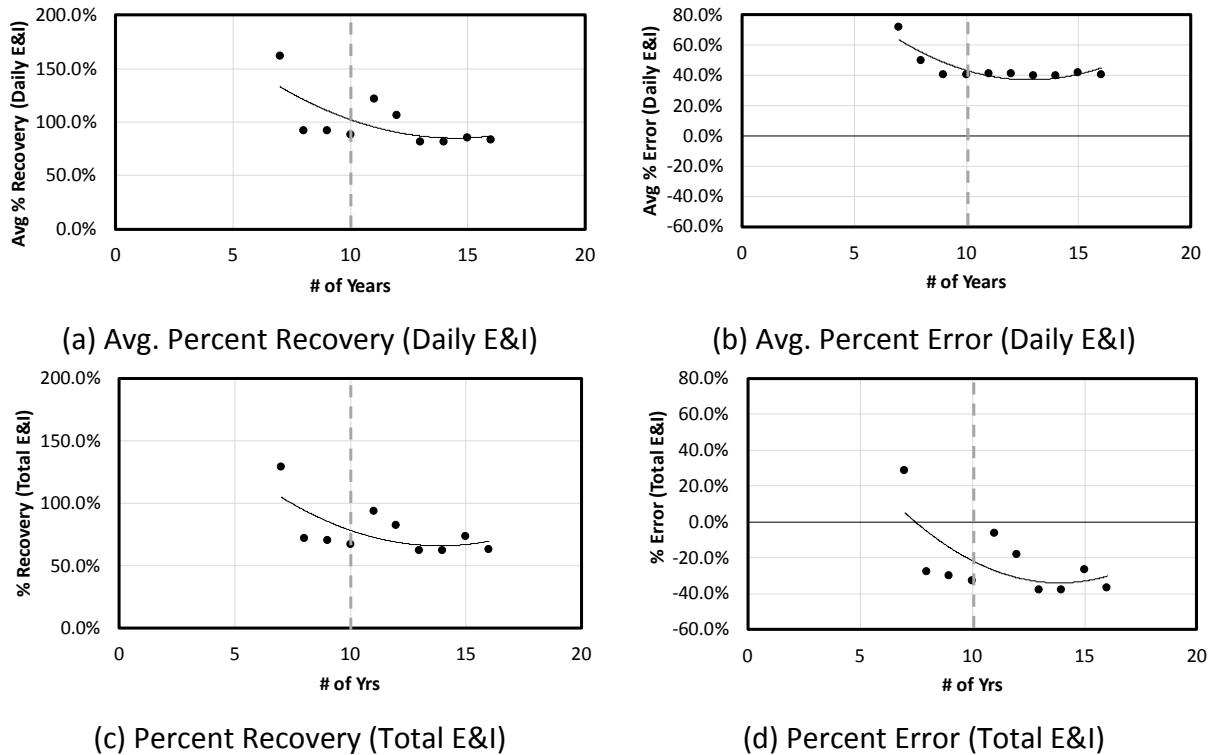 Avg % Recovery (Daily E&I)
200.0%
150.0%
100.0%
50.0%
0.0%
0 5 10 15 20
# of Years
(a) Avg. Percent Recovery (Daily E&I)
Avg % Error (Daily E&I)
80.0%
60.0%
40.0%
20.0%
0.0%
-20.0%
-40.0%
-60.0%
0 5 10 15 20
# of Years
(b) Avg. Percent Error (Daily E&I)
% Recovery (Total E&I)
200.0%
150.0%
100.0%
50.0%
0.0%
0 5 10 15 20
# of Yrs
(c) Percent Recovery (Total E&I)
% Error (Total E&I)
80.0%
60.0%
40.0%
20.0%
0.0%
-20.0%
-40.0%
-60.0%
0 5 10 15 20
# of Yrs
(d) Percent Error (Total E&I)